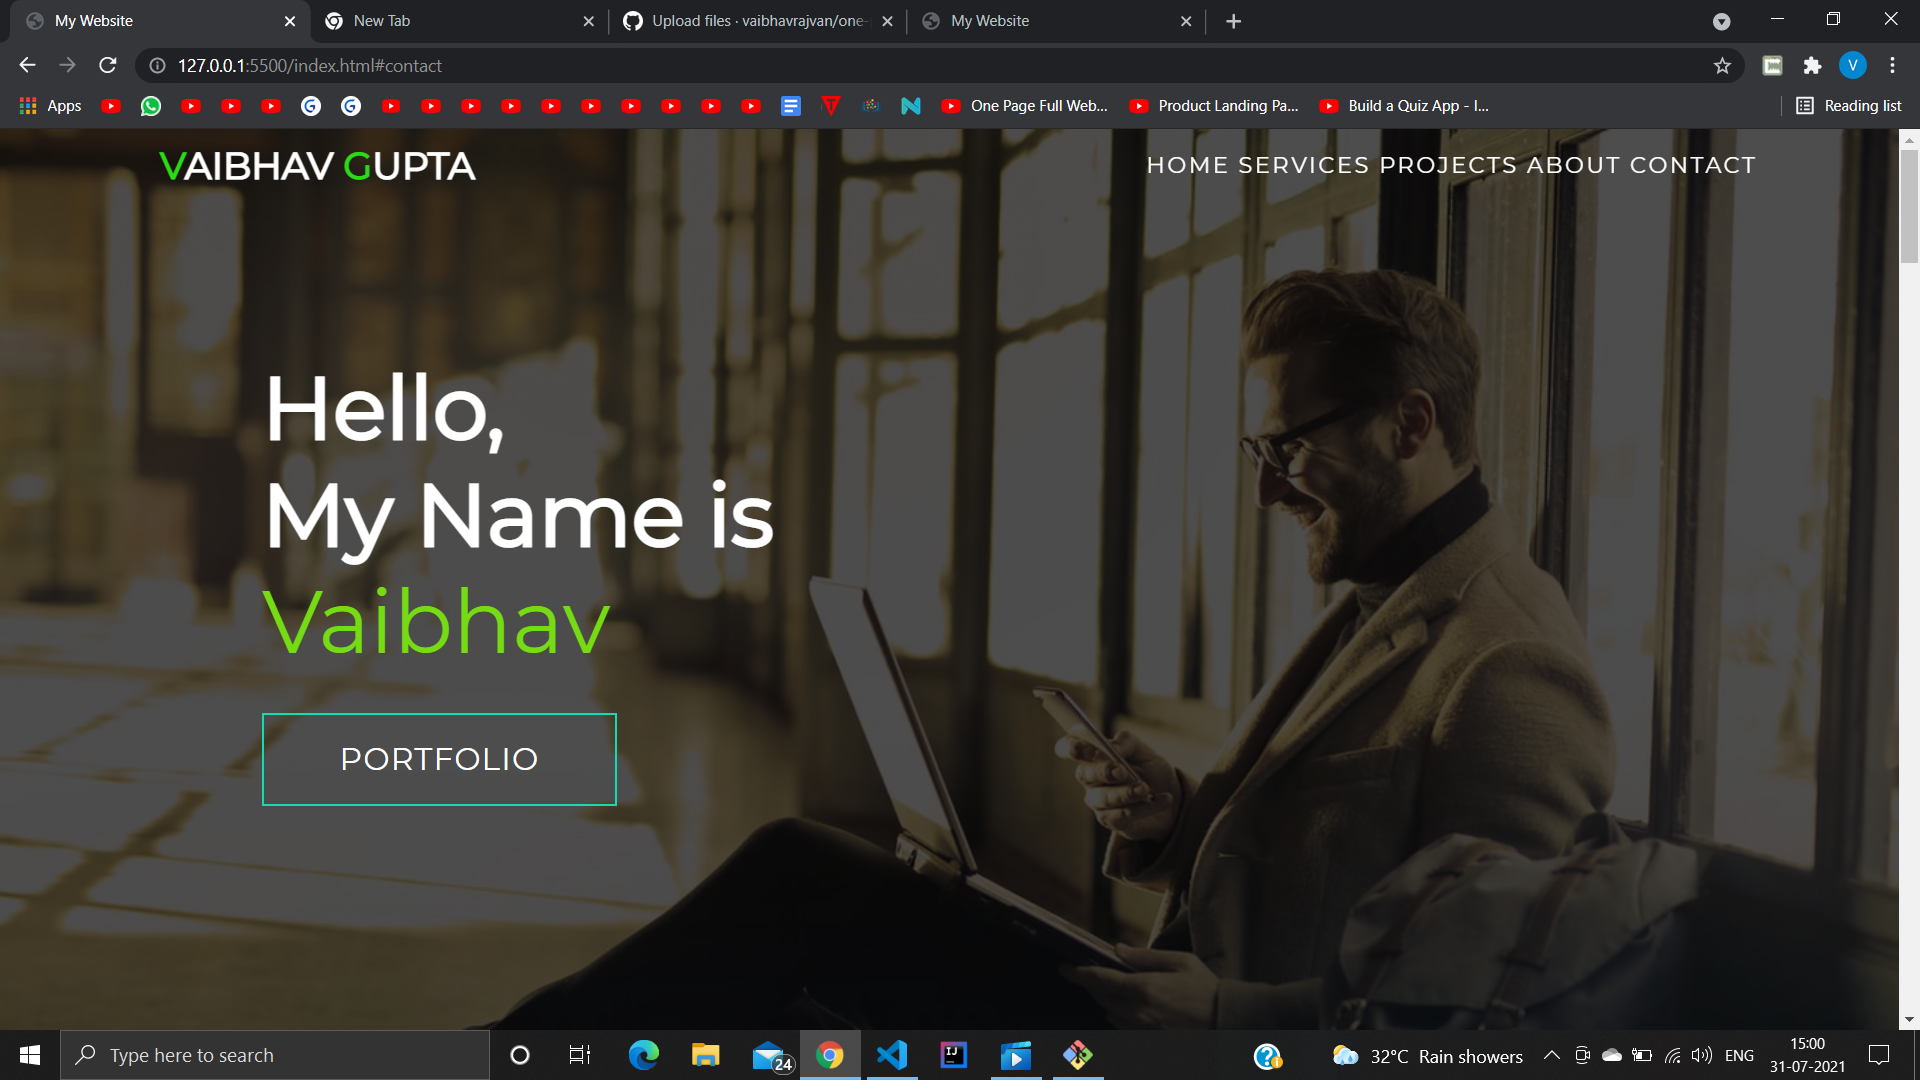 My Website
New Tab
Upload files · vaibhavrajvan/one-
My Website
127.0.0.1:5500/index.html#contact
V
Apps
One Page Full Web...
Product Landing Pa...
Build a Quiz App - I...
Reading list
VAIBHAV GUPTA
HOME SERVICES PROJECTS ABOUT CONTACT
Hello,
My Name is
Vaibhav
PORTFOLIO
Type here to search
24
IJ
32°C Rain showers
ENG
15:00
31-07-2021